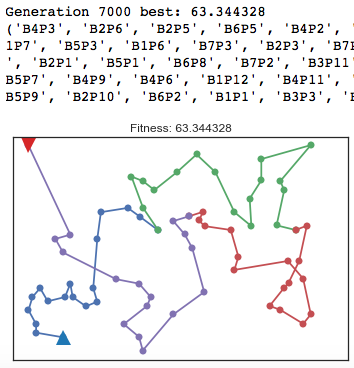 Generation 7000 best: 63.344328
('B4P3', 'B2P6', 'B2P5', 'B6P5', 'B4P2', '
1P7', 'B5P3', 'B1P6', 'B7P3', 'B2P3', 'B7P
', 'B2P1', 'B5P1', 'B6P8', 'B7P2', 'B3P11'
B5P7', 'B4P9', 'B4P6', 'B1P12', 'B4P11',
B5P9', 'B2P10', 'B6P2', 'B1P1', 'B3P3', 'B
Fitness: 63.344328